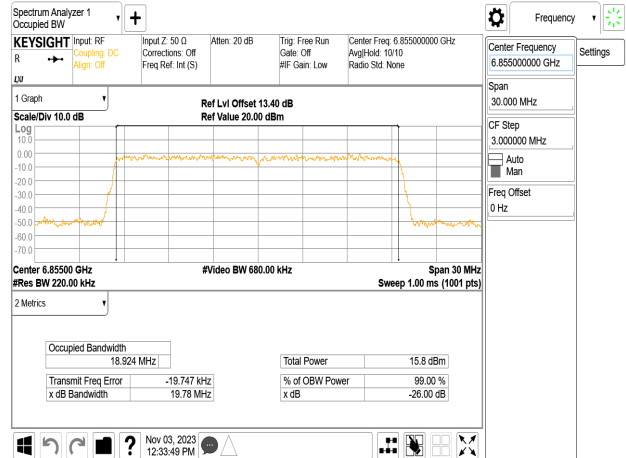 Spectrum Analyzer 1
Occupied BW
Frequency
KEYSIGHT
R
Input: RF
Coupling: DC
Align: Off
Input Z: 50 Ω
Corrections: Off
Freq Ref: Int (S)
Atten: 20 dB
Trig: Free Run
Gate: Off
#IF Gain: Low
Center Freq: 6.855000000 GHz
Avg|Hold: 10/10
Radio Std: None
Center Frequency
6.855000000 GHz
Settings
Span
30.000 MHz
CF Step
3.000000 MHz
Auto
Man
Freq Offset
0 Hz
1 Graph
Scale/Div 10.0 dB
Ref Lvl Offset 13.40 dB
Ref Value 20.00 dBm
Log
10.0
0.00
-10.0
-20.0
-30.0
-40.0
-50.0
-60.0
-70.0
Center 6.85500 GHz
#Video BW 680.00 kHz
Span 30 MHz
#Res BW 220.00 kHz
Sweep 1.00 ms (1001 pts)
2 Metrics
Occupied Bandwidth
18.924 MHz
Total Power 15.8 dBm
Transmit Freq Error -19.747 kHz
% of OBW Power 99.00 %
x dB Bandwidth 19.78 MHz
x dB -26.00 dB
?
Nov 03, 2023
12:33:49 PM